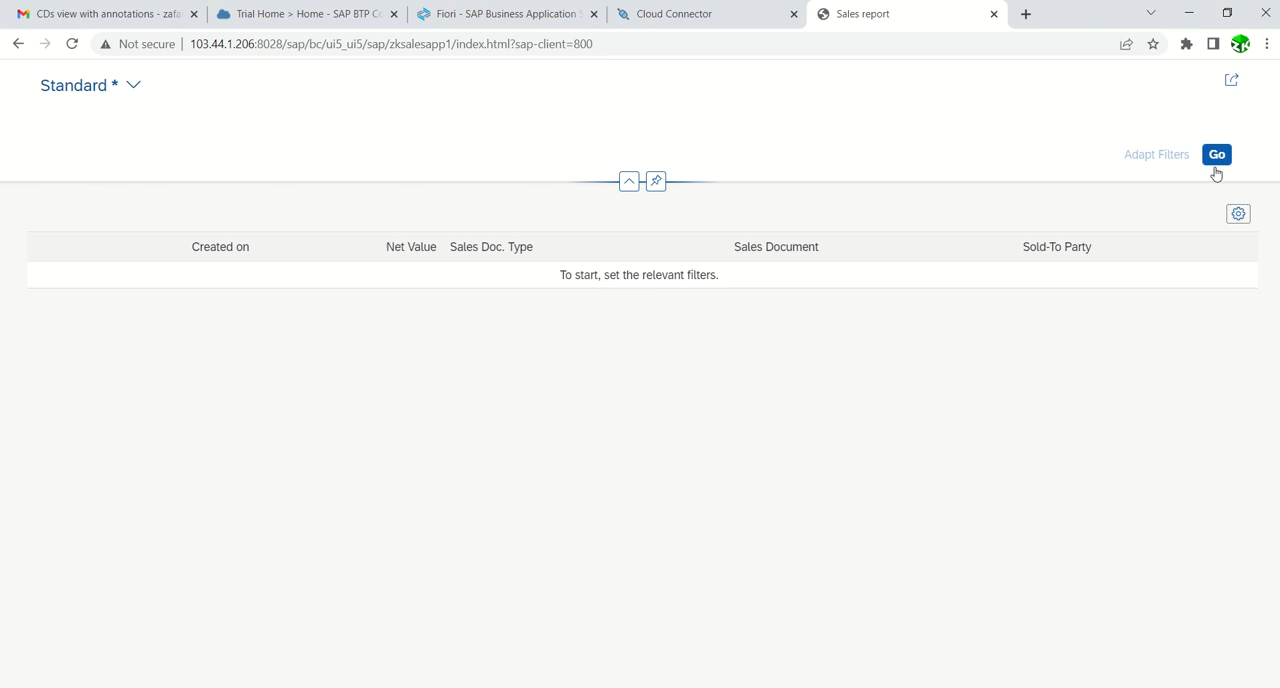 CDs view with annotations - zafa
Trial Home > Home - SAP BTP Co
Fiori - SAP Business Application S
Cloud Connector
Sales report
Not secure
103.44.1.206:8028/sap/bc/ui5_ui5/sap/zksalesapp1/index.html?sap-client=800
ZK
Standard *
Adapt Filters
Go
Created on
Net Value
Sales Doc. Type
Sales Document
Sold-To Party
To start, set the relevant filters.